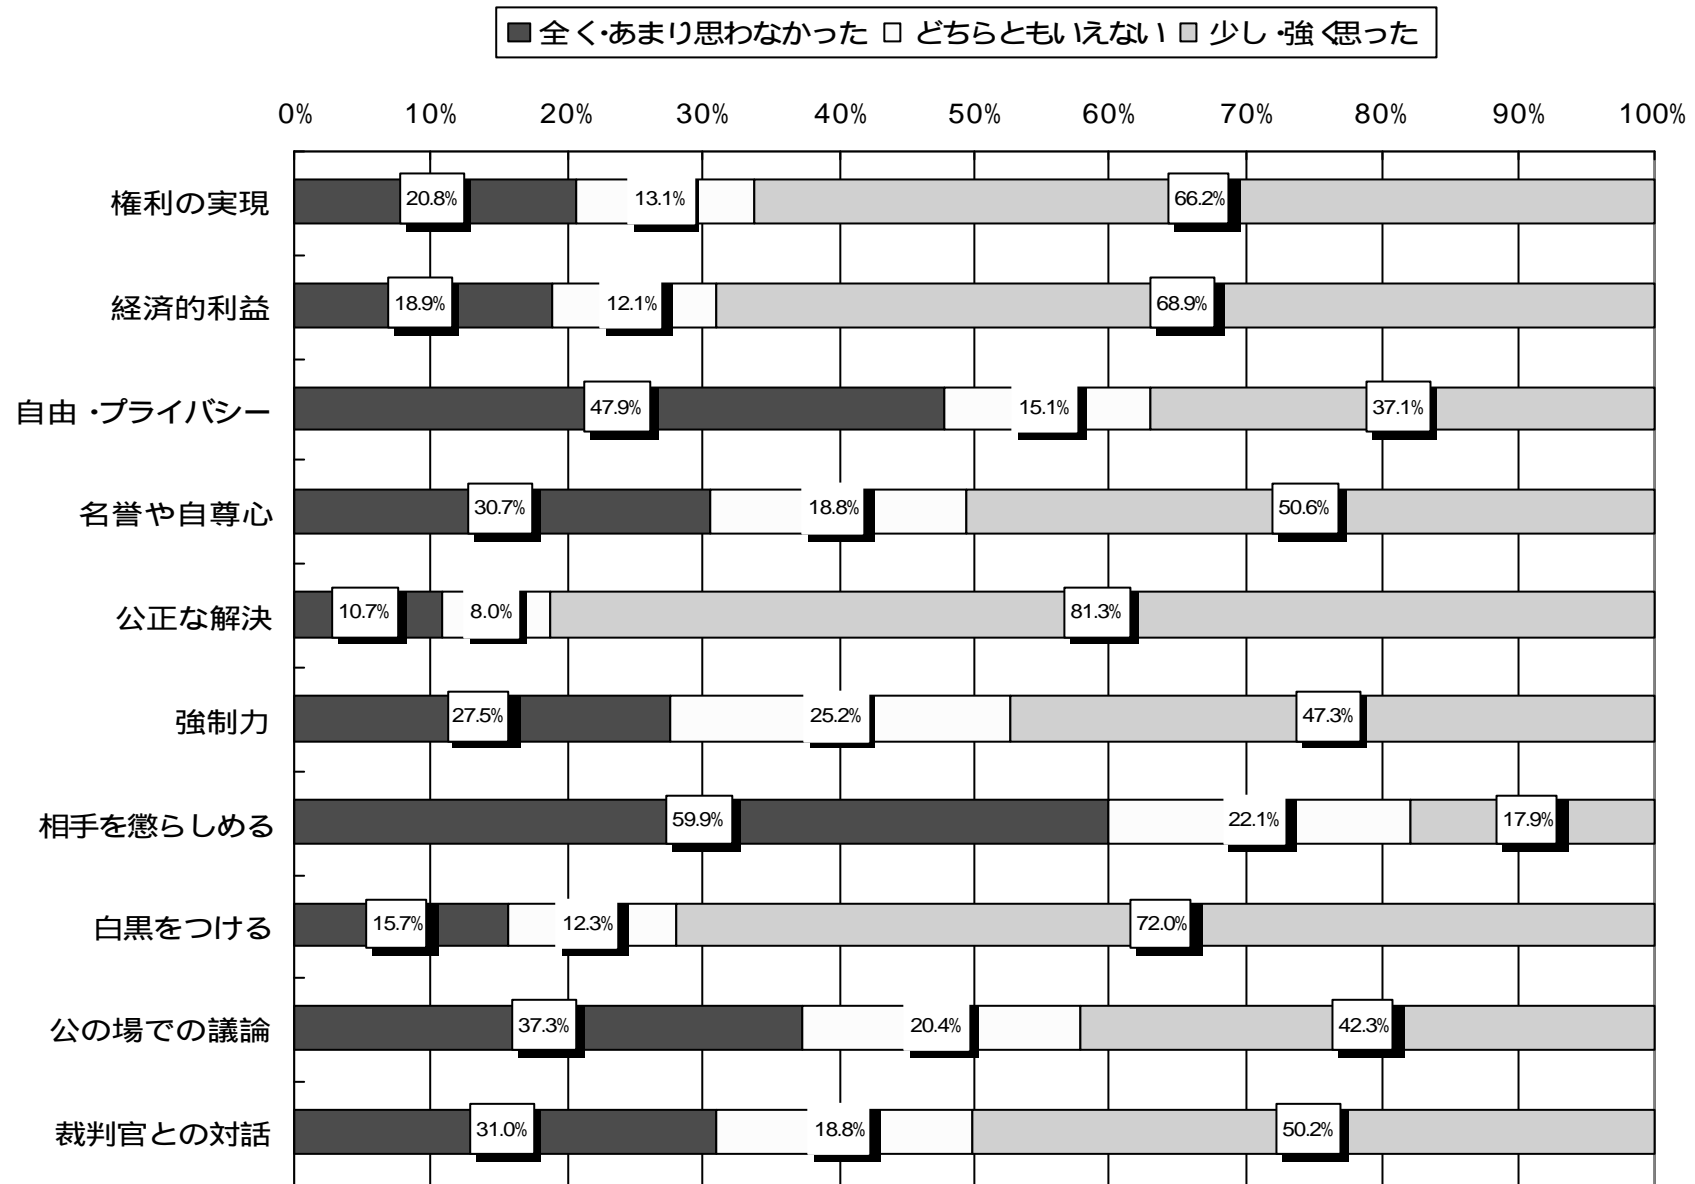 全く・あまり思わなかった どちらともいえない 少し・強く思った
0% 10% 20% 30% 40% 50% 60% 70% 80% 90% 100%
権利の実現 20.8% 13.1% 66.2%
経済的利益 18.9% 12.1% 68.9%
自由・プライバシー 47.9% 15.1% 37.1%
名誉や自尊心 30.7% 18.8% 50.6%
公正な解決 10.7% 8.0% 81.3%
強制力 27.5% 25.2% 47.3%
相手を懲らしめる 59.9% 22.1% 17.9%
白黒をつける 15.7% 12.3% 72.0%
公の場での議論 37.3% 20.4% 42.3%
裁判官との対話 31.0% 18.8% 50.2%